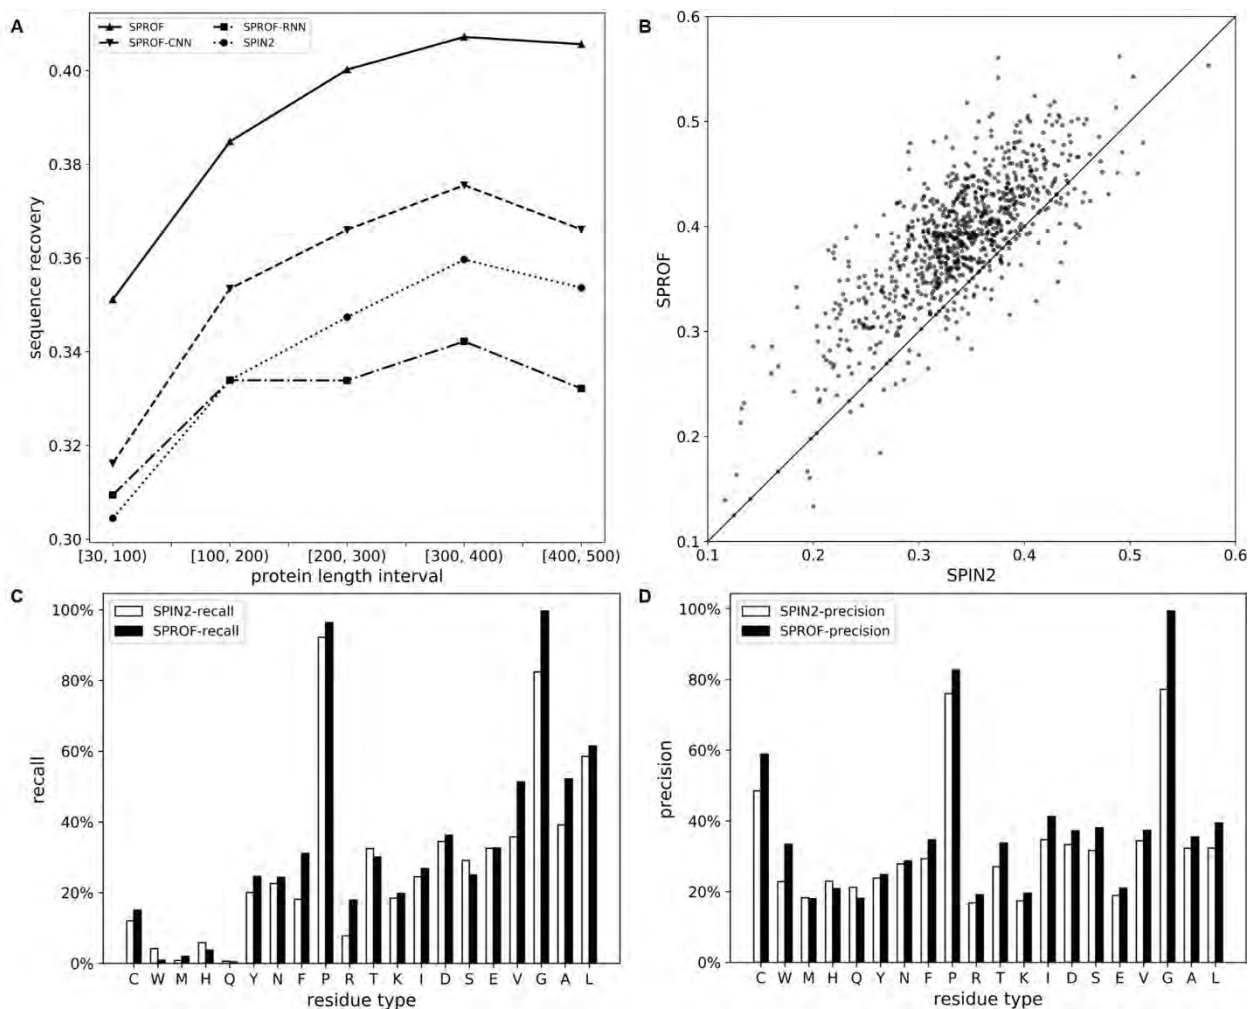 A
SPROF
SPROF-CNN
SPROF-RNN
SPIN2
sequence recovery
0.40
0.38
0.36
0.34
0.32
0.30
[30, 100)
[100, 200)
[200, 300)
[300, 400)
[400, 500)
protein length interval
B
SPROF
0.6
0.5
0.4
0.3
0.2
0.1
0.1
0.2
0.3
0.4
0.5
0.6
SPIN2
C
SPIN2-recall
SPROF-recall
recall
100%
80%
60%
40%
20%
0%
C W M H Q Y N F P R T K I D S E V G A L
residue type
D
SPIN2-precision
SPROF-precision
precision
100%
80%
60%
40%
20%
0%
C W M H Q Y N F P R T K I D S E V G A L
residue type